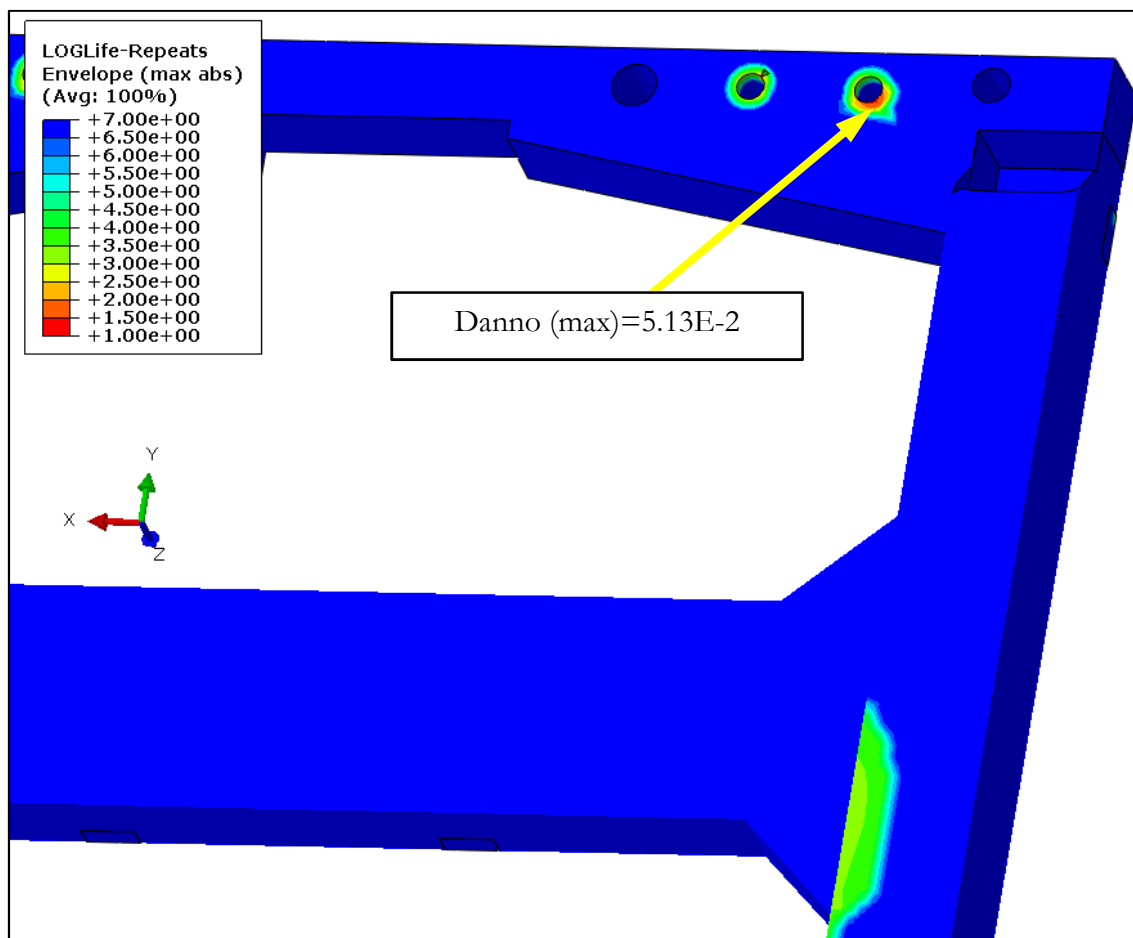 LOGLife-Repeats
Envelope (max abs)
(Avg: 100%)
+7.00e+00
+6.50e+00
+6.00e+00
+5.50e+00
+5.00e+00
+4.50e+00
+4.00e+00
+3.50e+00
+3.00e+00
+2.50e+00
+2.00e+00
+1.50e+00
+1.00e+00
Danno (max)=5.13E-2
Y
X
Z